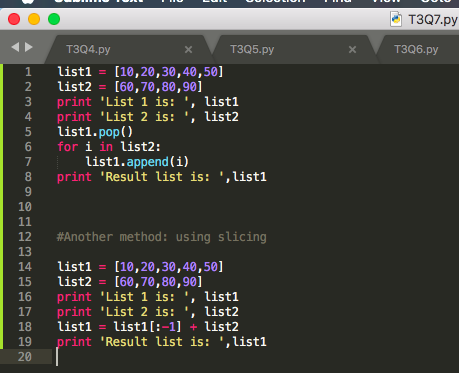 Sublime Text File Edit Selection Find View Goto
T3Q7.py
T3Q4.py × T3Q5.py × T3Q6.py
1 list1 = [10,20,30,40,50]
2 list2 = [60,70,80,90]
3 print 'List 1 is: ', list1
4 print 'List 2 is: ', list2
5 list1.pop()
6 for i in list2:
7     list1.append(i)
8 print 'Result list is: ',list1
9
10
11
12 #Another method: using slicing
13
14 list1 = [10,20,30,40,50]
15 list2 = [60,70,80,90]
16 print 'List 1 is: ', list1
17 print 'List 2 is: ', list2
18 list1 = list1[:-1] + list2
19 print 'Result list is: ',list1
20